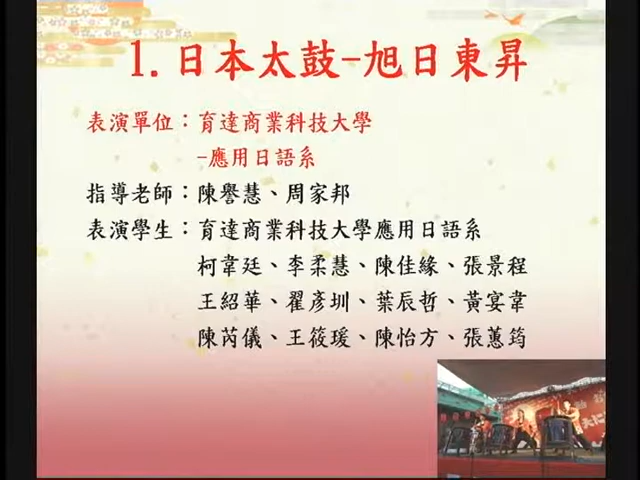 1.日本太鼓-旭日東昇
表演單位：育達商業科技大學
-應用日語系
指導老師：陳譽慧、周家邦
表演學生：育達商業科技大學應用日語系
柯韋廷、李柔慧、陳佳緣、張景程
王紹華、翟彥圳、葉辰哲、黃宴韋
陳芮儀、王筱瑗、陳怡方、張蕙筠